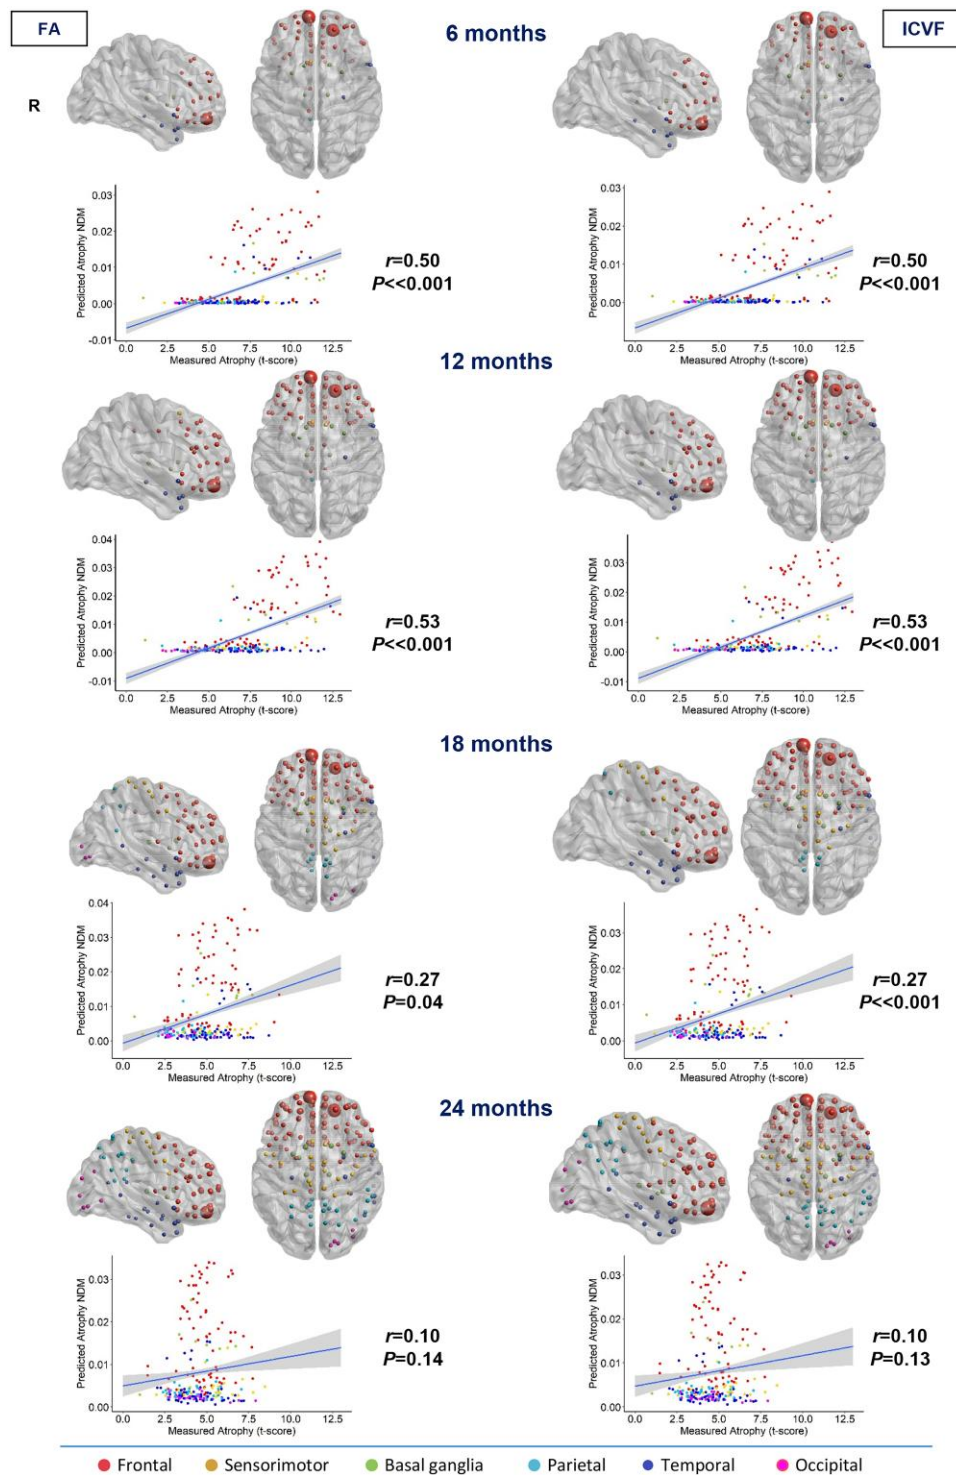 FA
6 months
ICVF
R
Predicted Atrophy NDM
0.03
0.02
0.01
0.00
-0.01
0.0 2.5 5.0 7.5 10.0 12.5
Measured Atrophy (t-score)
r=0.50
P<<0.001
Predicted Atrophy NDM
0.03
0.02
0.01
0.00
-0.01
0.0 2.5 5.0 7.5 10.0 12.5
Measured Atrophy (t-score)
r=0.50
P<<0.001
12 months
Predicted Atrophy NDM
0.04
0.03
0.02
0.01
0.00
-0.01
0.0 2.5 5.0 7.5 10.0 12.5
Measured Atrophy (t-score)
r=0.53
P<<0.001
Predicted Atrophy NDM
0.03
0.02
0.01
0.00
-0.01
0.0 2.5 5.0 7.5 10.0 12.5
Measured Atrophy (t-score)
r=0.53
P<<0.001
18 months
Predicted Atrophy NDM
0.04
0.03
0.02
0.01
0.00
0.0 2.5 5.0 7.5 10.0 12.5
Measured Atrophy (t-score)
r=0.27
P=0.04
Predicted Atrophy NDM
0.03
0.02
0.01
0.00
0.0 2.5 5.0 7.5 10.0 12.5
Measured Atrophy (t-score)
r=0.27
P<<0.001
24 months
Predicted Atrophy NDM
0.03
0.02
0.01
0.00
0.0 2.5 5.0 7.5 10.0 12.5
Measured Atrophy (t-score)
r=0.10
P=0.14
Predicted Atrophy NDM
0.03
0.02
0.01
0.00
0.0 2.5 5.0 7.5 10.0 12.5
Measured Atrophy (t-score)
r=0.10
P=0.13
Frontal Sensorimotor Basal ganglia Parietal Temporal Occipital